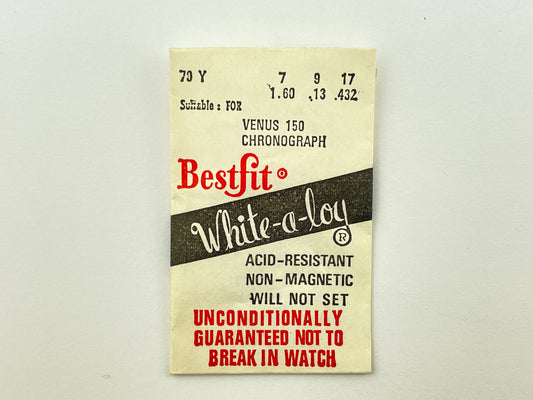 70 Y 7 9 17
1.60 .13 .432
Suitable : FOR
VENUS 150
CHRONOGRAPH
Bestfit ®
White-a-loy ®
ACID-RESISTANT
NON-MAGNETIC
WILL NOT SET
UNCONDITIONALLY
GUARANTEED NOT TO
BREAK IN WATCH